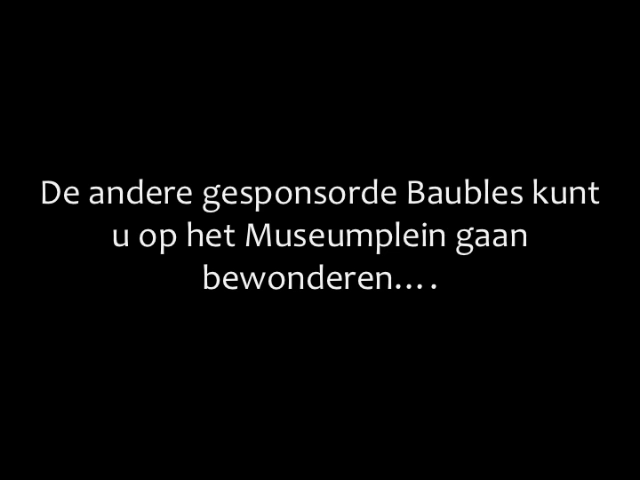 De andere gesponsorde Baubles kunt
u op het Museumplein gaan
bewonderen….